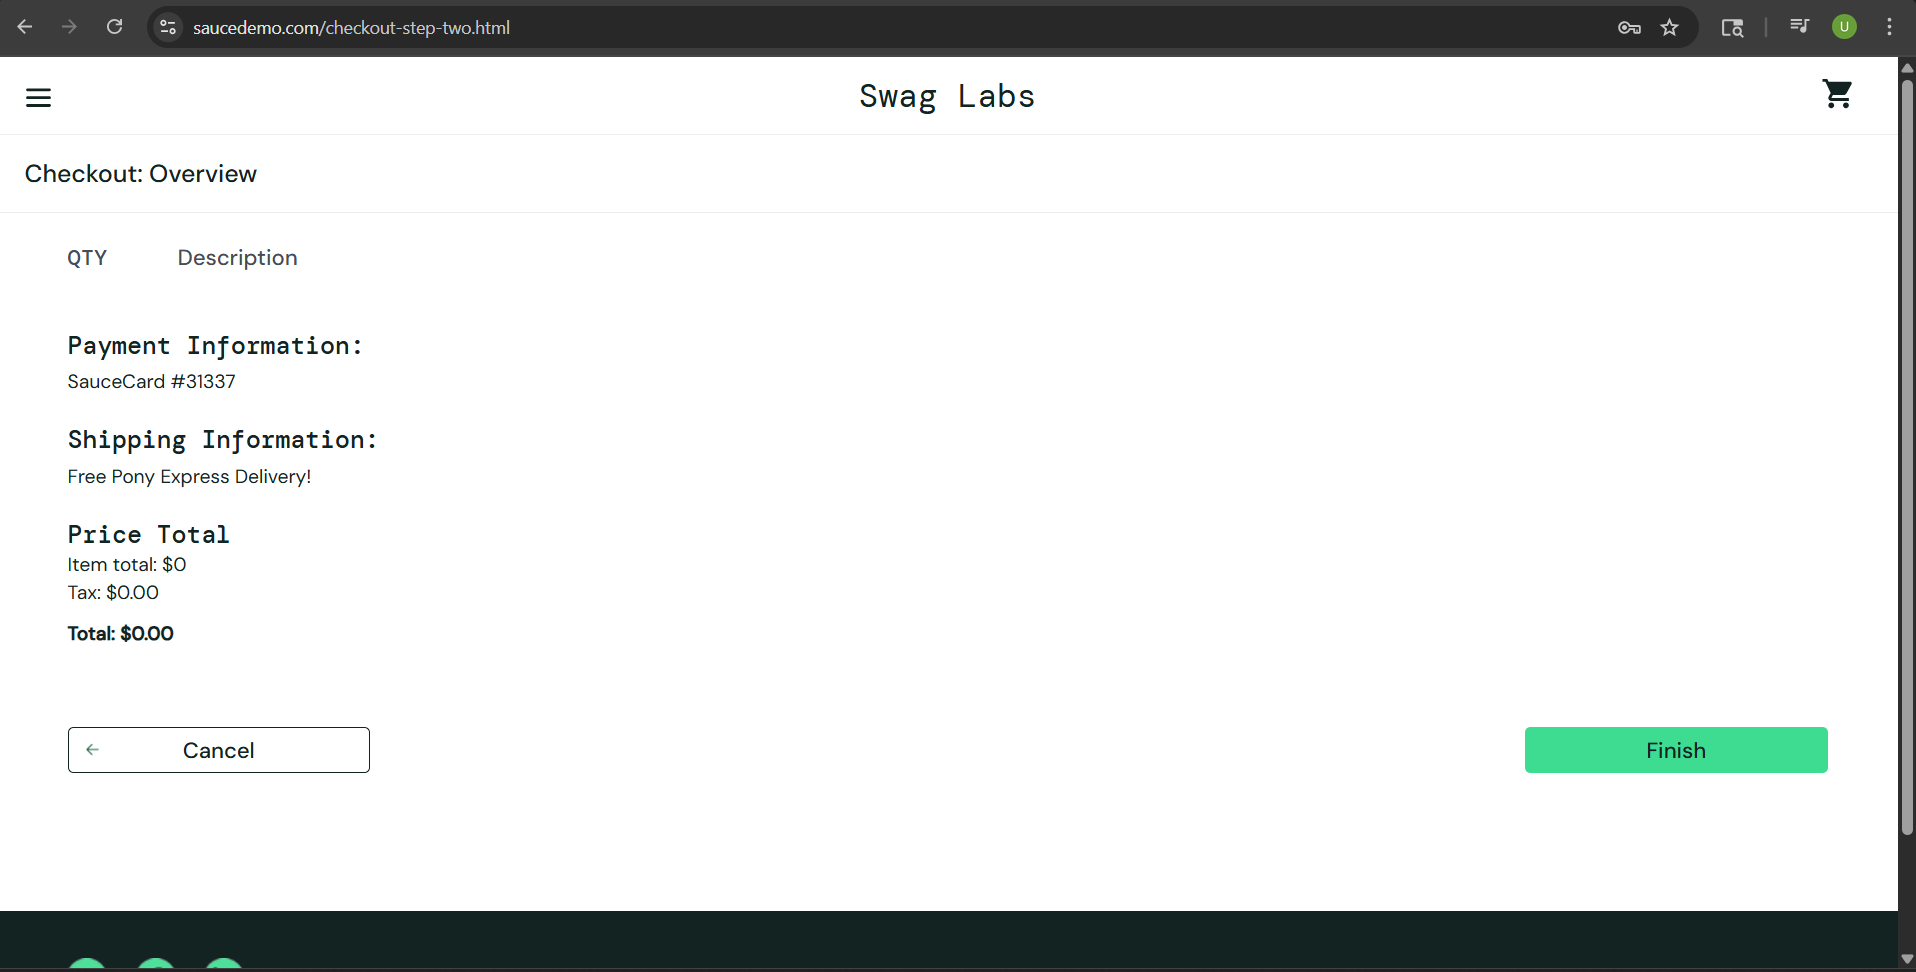 saucedemo.com/checkout-step-two.html
U
Swag Labs
Checkout: Overview
QTY Description
Payment Information:
SauceCard #31337
Shipping Information:
Free Pony Express Delivery!
Price Total
Item total: $0
Tax: $0.00
Total: $0.00
Cancel
Finish